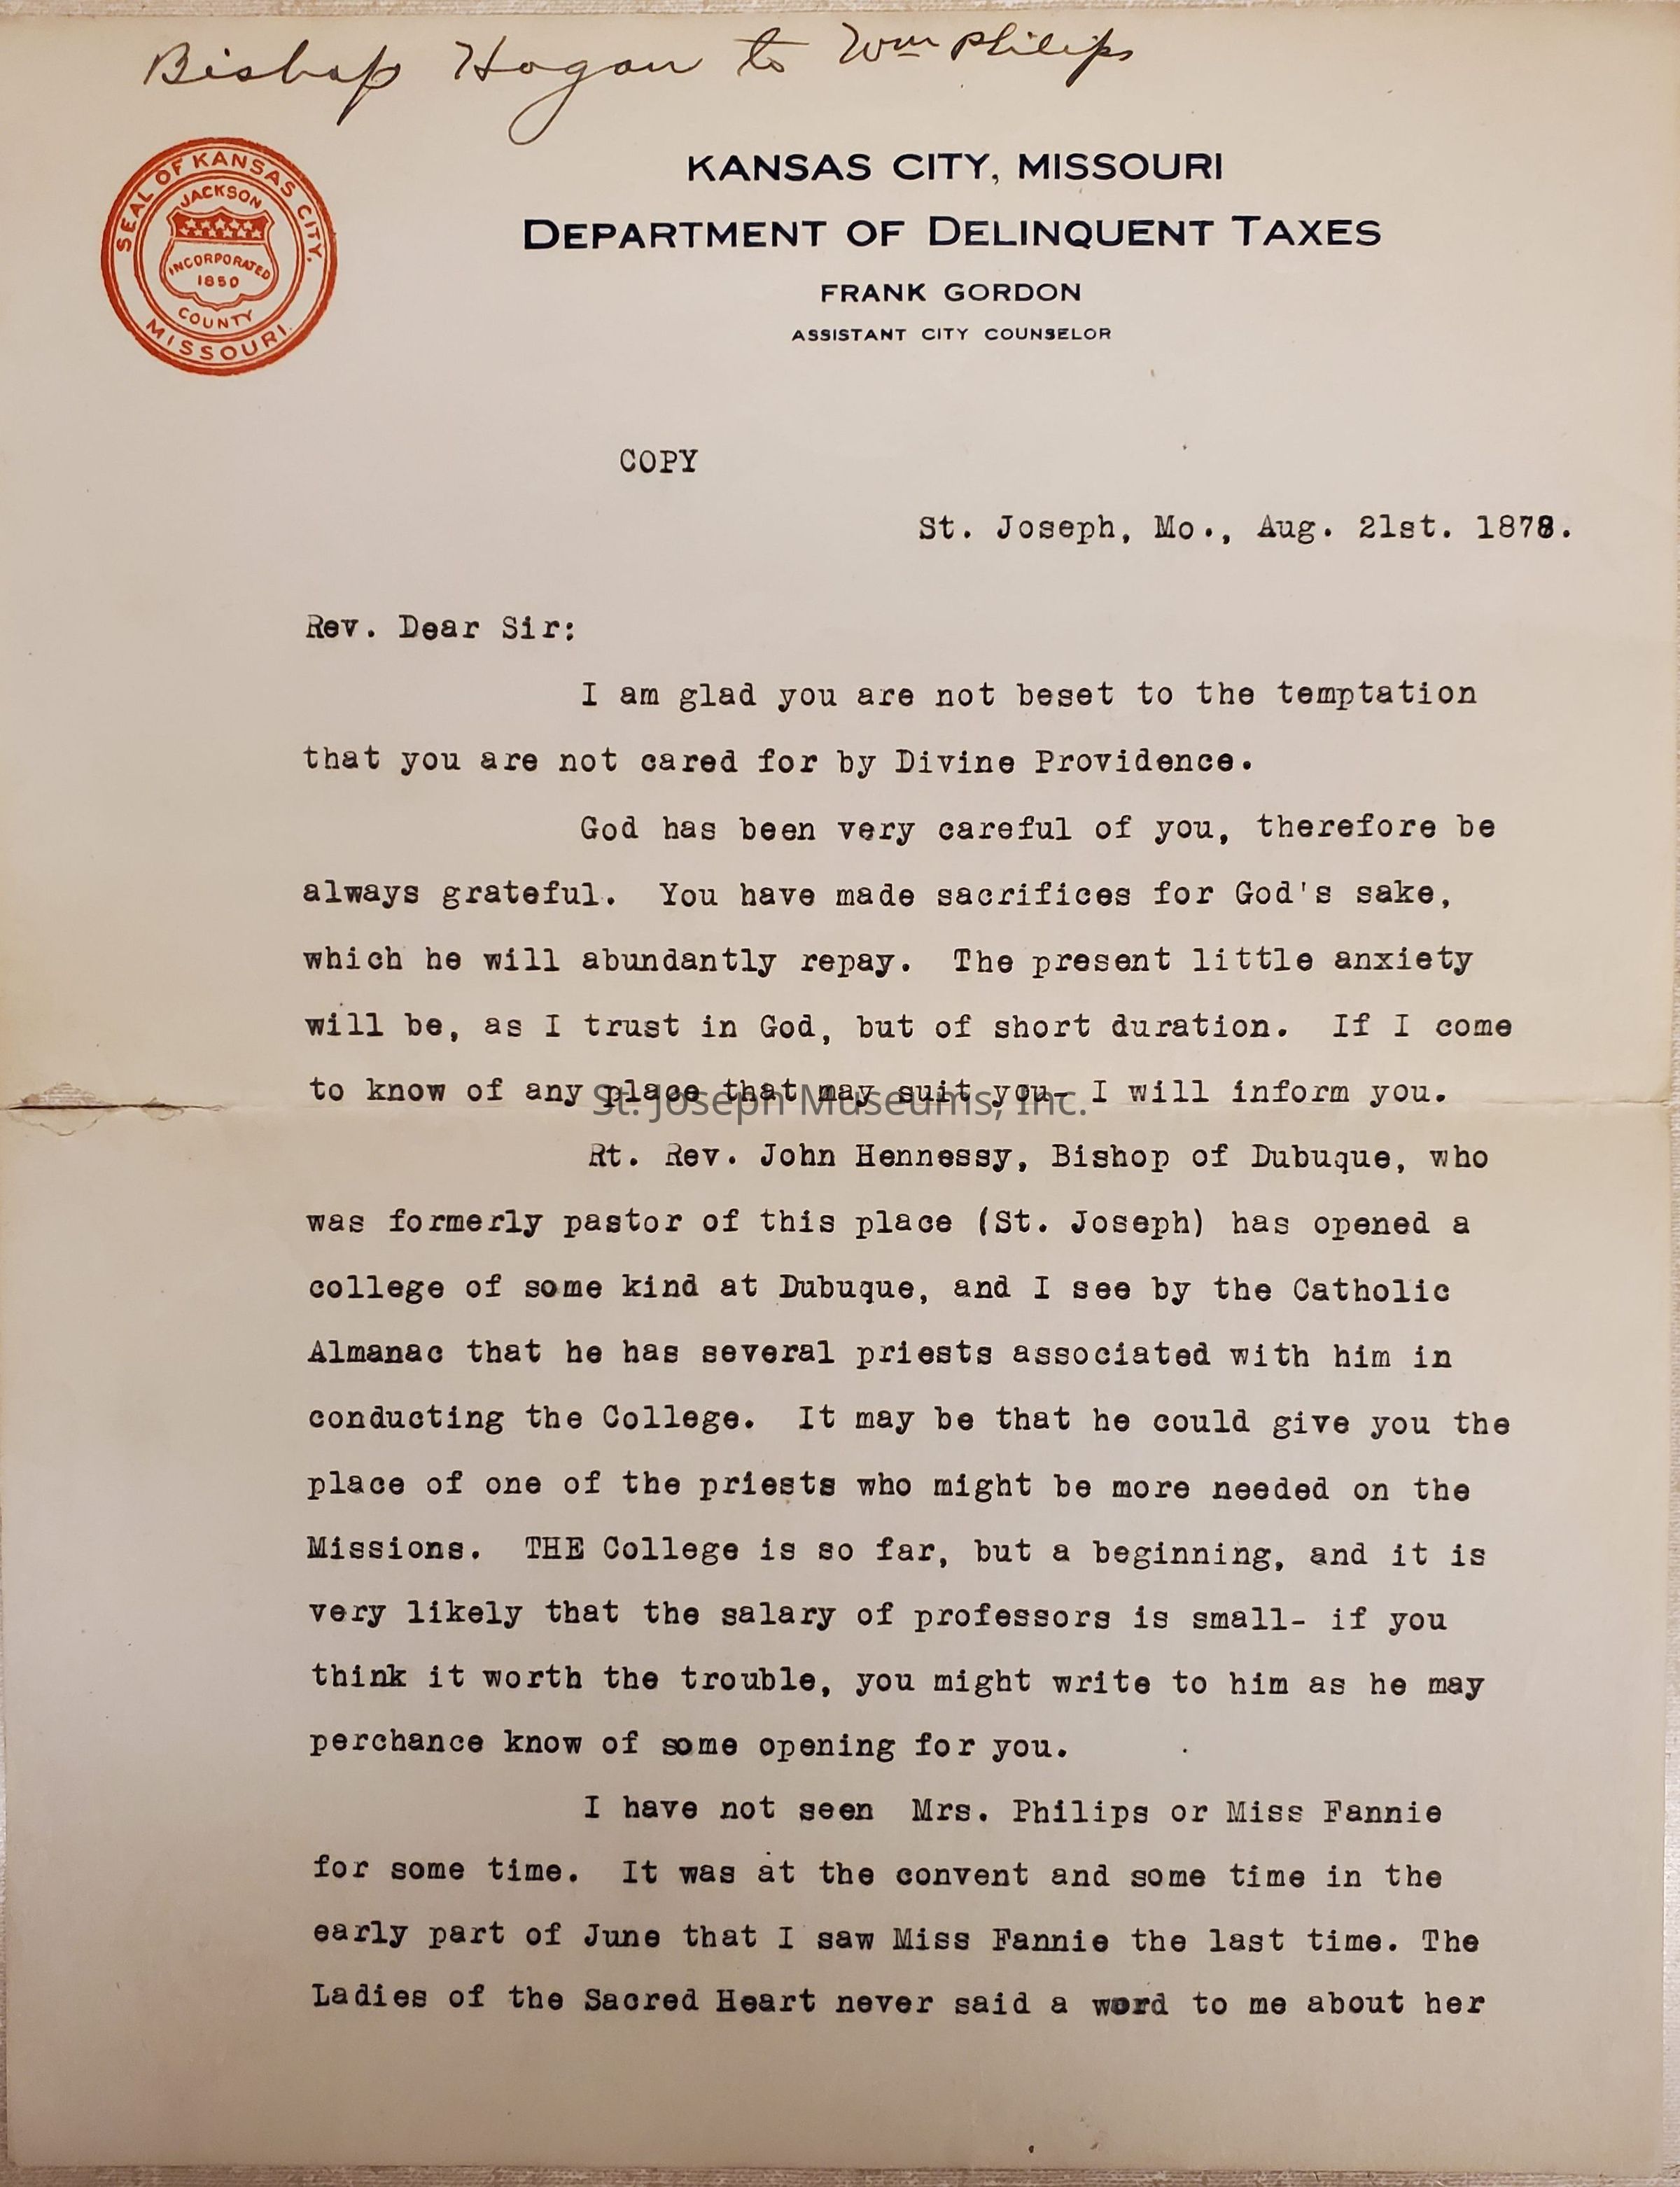 Bishop Hogan to Wm Philips
SEAL OF KANSAS CITY,
MISSOURI.
JACKSON
INCORPORATED
1850
COUNTY
KANSAS CITY, MISSOURI
DEPARTMENT OF DELINQUENT TAXES
FRANK GORDON
ASSISTANT CITY COUNSELOR
COPY
St. Joseph, Mo., Aug. 21st. 1878.
Rev. Dear Sir:
I am glad you are not beset to the temptation
that you are not cared for by Divine Providence.
God has been very careful of you, therefore be
always grateful. You have made sacrifices for God's sake,
which he will abundantly repay. The present little anxiety
will be, as I trust in God, but of short duration. If I come
to know of any place that may suit you- I will inform you.
St. Joseph Museums, Inc.
Rt. Rev. John Hennessy, Bishop of Dubuque, who
was formerly pastor of this place (St. Joseph) has opened a
college of some kind at Dubuque, and I see by the Catholic
Almanac that he has several priests associated with him in
conducting the College. It may be that he could give you the
place of one of the priests who might be more needed on the
Missions. THE College is so far, but a beginning, and it is
very likely that the salary of professors is small- if you
think it worth the trouble, you might write to him as he may
perchance know of some opening for you.
I have not seen Mrs. Philips or Miss Fannie
for some time. It was at the convent and some time in the
early part of June that I saw Miss Fannie the last time. The
Ladies of the Sacred Heart never said a word to me about her